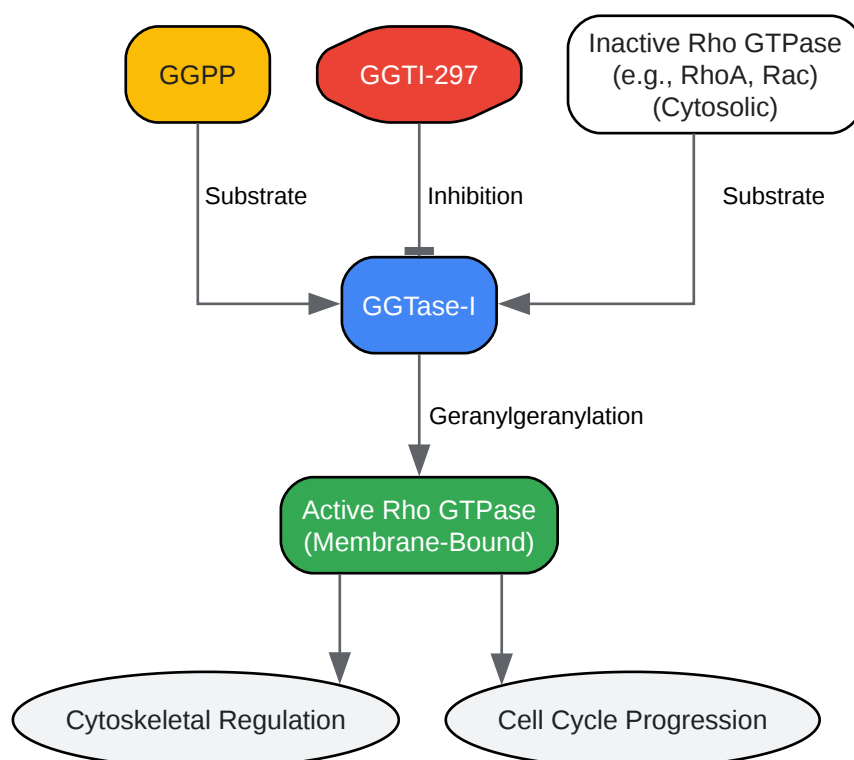 GGPP
GGTI-297
Inactive Rho GTPase
(e.g., RhoA, Rac)
(Cytosolic)
Substrate
Inhibition
Substrate
GGTase-I
Geranylgeranylation
Active Rho GTPase
(Membrane-Bound)
Cytoskeletal Regulation
Cell Cycle Progression